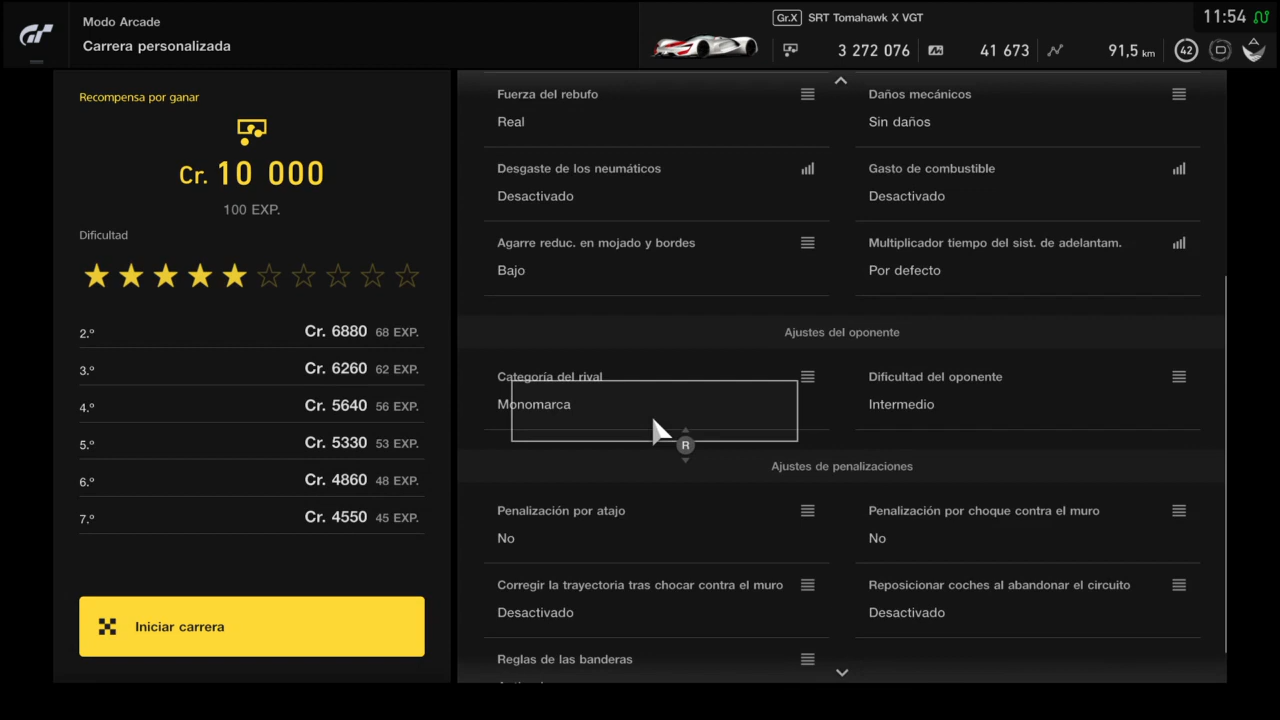 Modo Arcade
Carrera personalizada
Gr.X SRT Tomahawk X VGT
3 272 076
41 673
91,5 km
42
11:54
Recompensa por ganar
Cr. 10 000
100 EXP.
Dificultad
2.º Cr. 6880 68 EXP.
3.º Cr. 6260 62 EXP.
4.º Cr. 5640 56 EXP.
5.º Cr. 5330 53 EXP.
6.º Cr. 4860 48 EXP.
7.º Cr. 4550 45 EXP.
Iniciar carrera
Fuerza del rebufo
Real
Daños mecánicos
Sin daños
Desgaste de los neumáticos
Desactivado
Gasto de combustible
Desactivado
Agarre reduc. en mojado y bordes
Bajo
Multiplicador tiempo del sist. de adelantam.
Por defecto
Ajustes del oponente
Categoría del rival
Monomarca
Dificultad del oponente
Intermedio
R
Ajustes de penalizaciones
Penalización por atajo
No
Penalización por choque contra el muro
No
Corregir la trayectoria tras chocar contra el muro
Desactivado
Reposicionar coches al abandonar el circuito
Desactivado
Reglas de las banderas